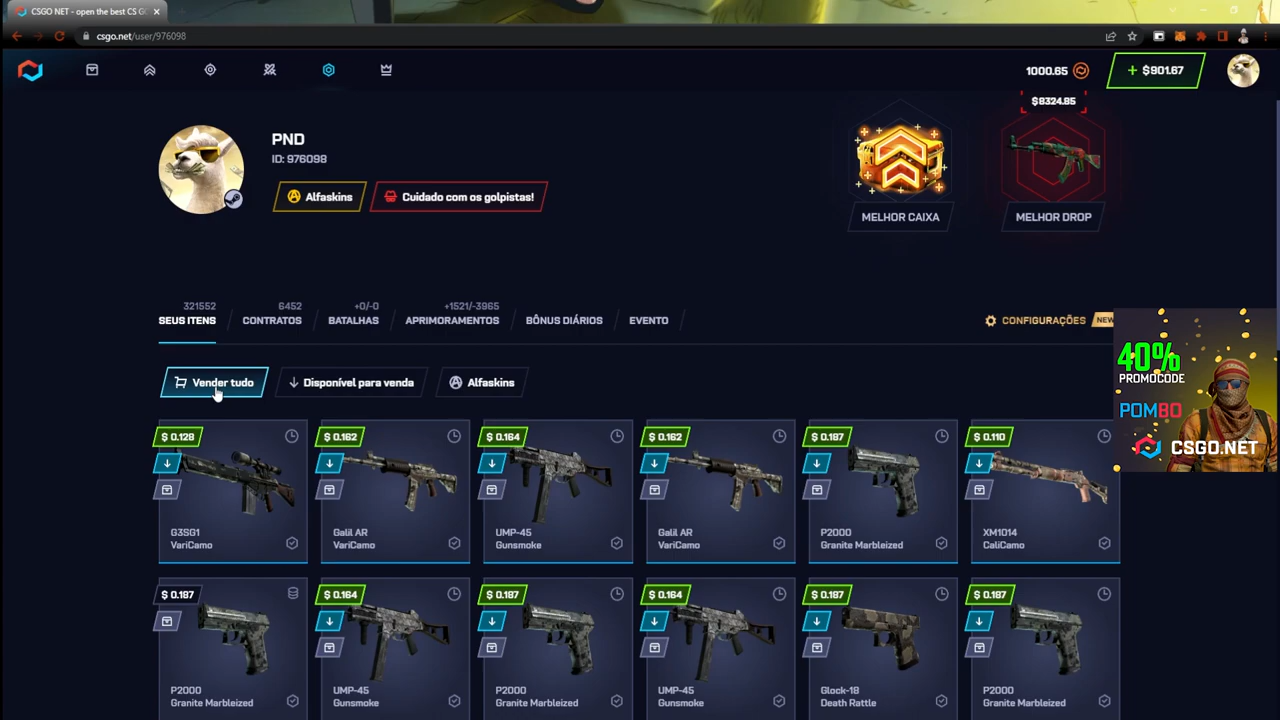 CSGO NET - open the best CS GO
csgo.net/user/976098
1000.65
+ $901.67
$8324.85
PND
ID: 976098
Alfaskins
Cuidado com os golpistas!
MELHOR CAIXA
MELHOR DROP
321552
6452
+0/-0
+1521/-3965
SEUS ITENS
CONTRATOS
BATALHAS
APRIMORAMENTOS
BÔNUS DIÁRIOS
EVENTO
CONFIGURAÇÕES
NEW
40%
PROMOCODE
POMBO
CSGO.NET
Vender tudo
Disponível para venda
Alfaskins
$ 0.128
$ 0.162
$ 0.164
$ 0.162
$ 0.187
$ 0.110
G3SG1
VariCamo
Galil AR
VariCamo
UMP-45
Gunsmoke
Galil AR
VariCamo
P2000
Granite Marbleized
XM1014
CaliCamo
$ 0.187
$ 0.164
$ 0.187
$ 0.164
$ 0.187
$ 0.187
P2000
Granite Marbleized
UMP-45
Gunsmoke
P2000
Granite Marbleized
UMP-45
Gunsmoke
Glock-18
Death Rattle
P2000
Granite Marbleized